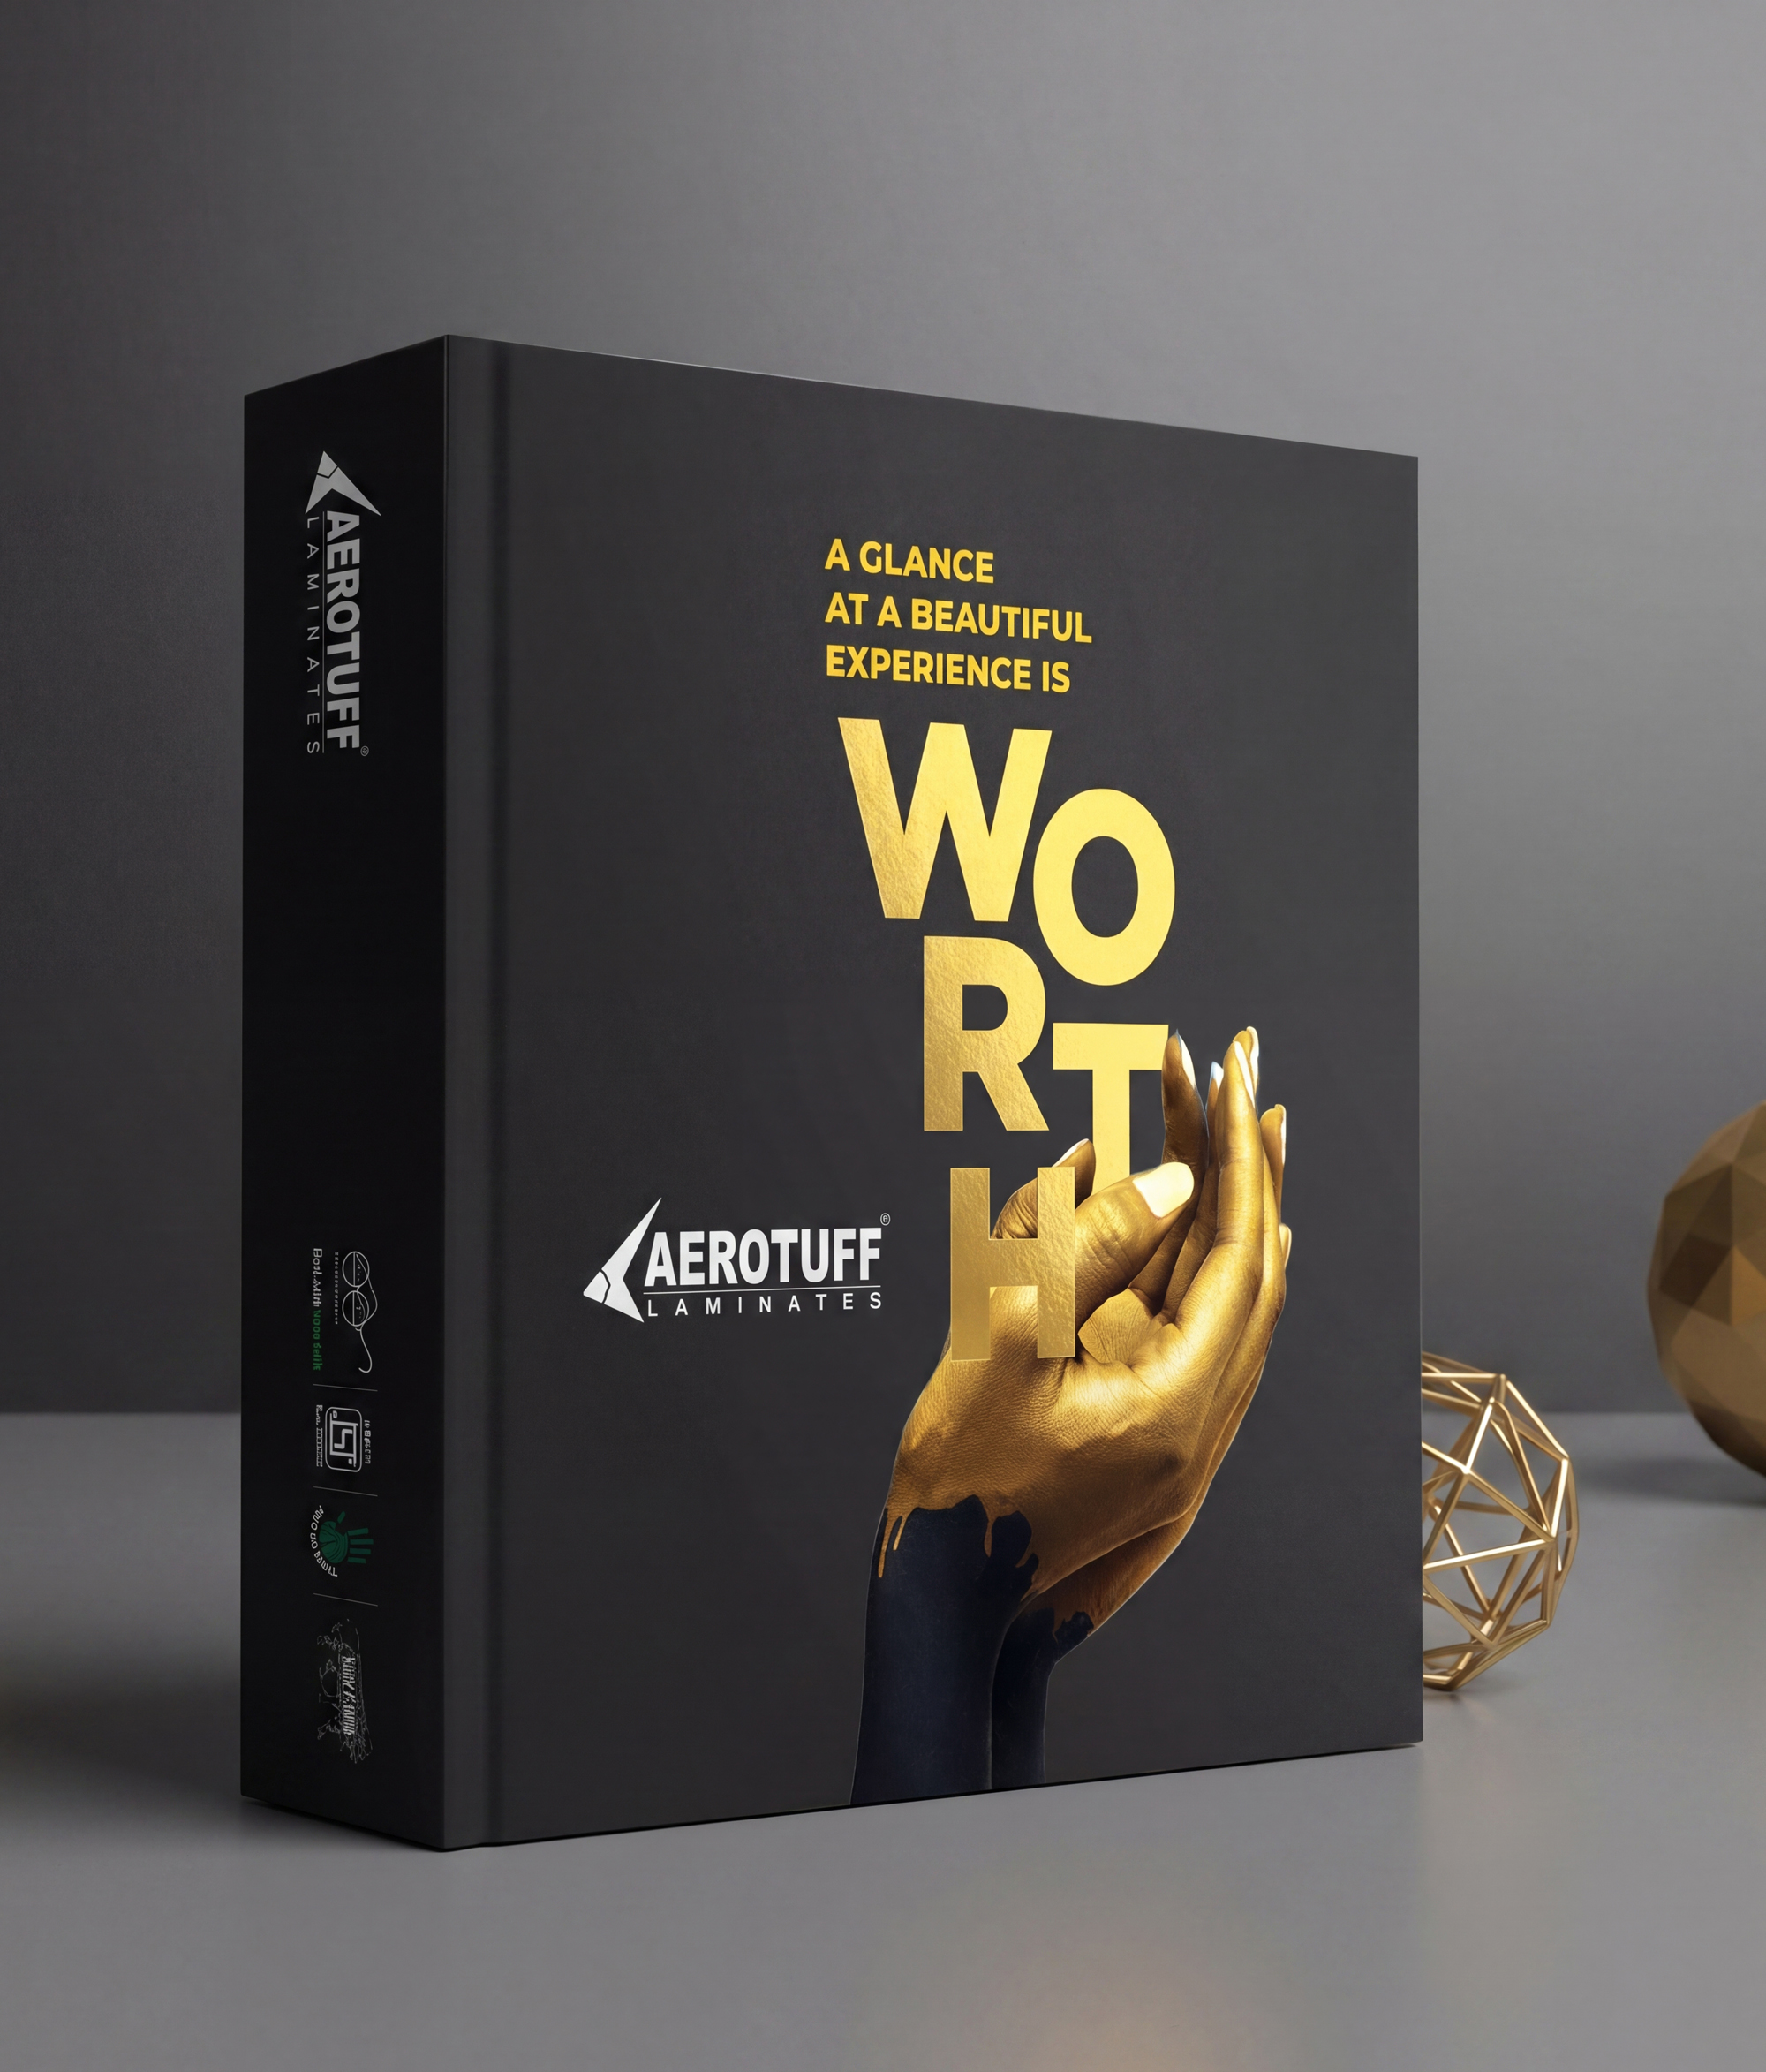 AEROTUFF®
LAMINATES
A GLANCE
AT A BEAUTIFUL
EXPERIENCE IS
WORTH
AEROTUFF®
LAMINATES